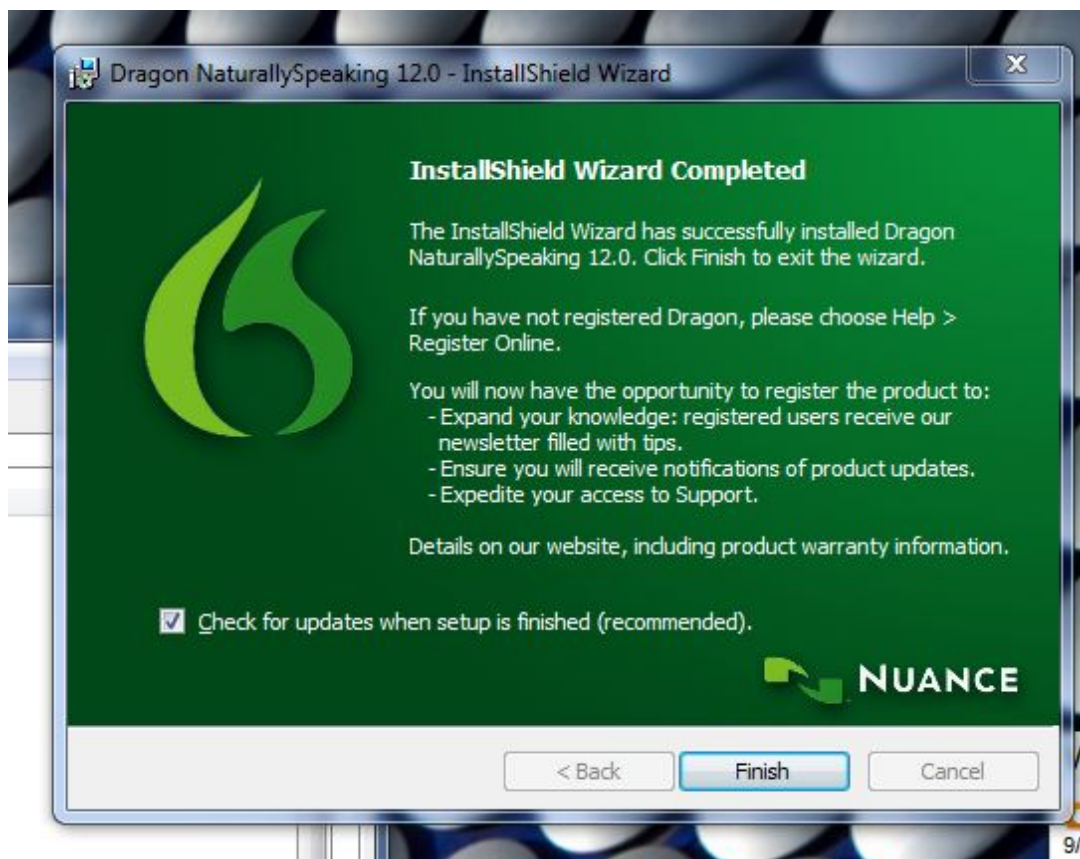 Dragon NaturallySpeaking 12.0 - InstallShield Wizard
InstallShield Wizard Completed
The InstallShield Wizard has successfully installed Dragon
NaturallySpeaking 12.0. Click Finish to exit the wizard.
If you have not registered Dragon, please choose Help >
Register Online.
You will now have the opportunity to register the product to:
- Expand your knowledge: registered users receive our
newsletter filled with tips.
- Ensure you will receive notifications of product updates.
- Expedite your access to Support.
Details on our website, including product warranty information.
Check for updates when setup is finished (recommended).
NUANCE
< Back Finish Cancel
9/